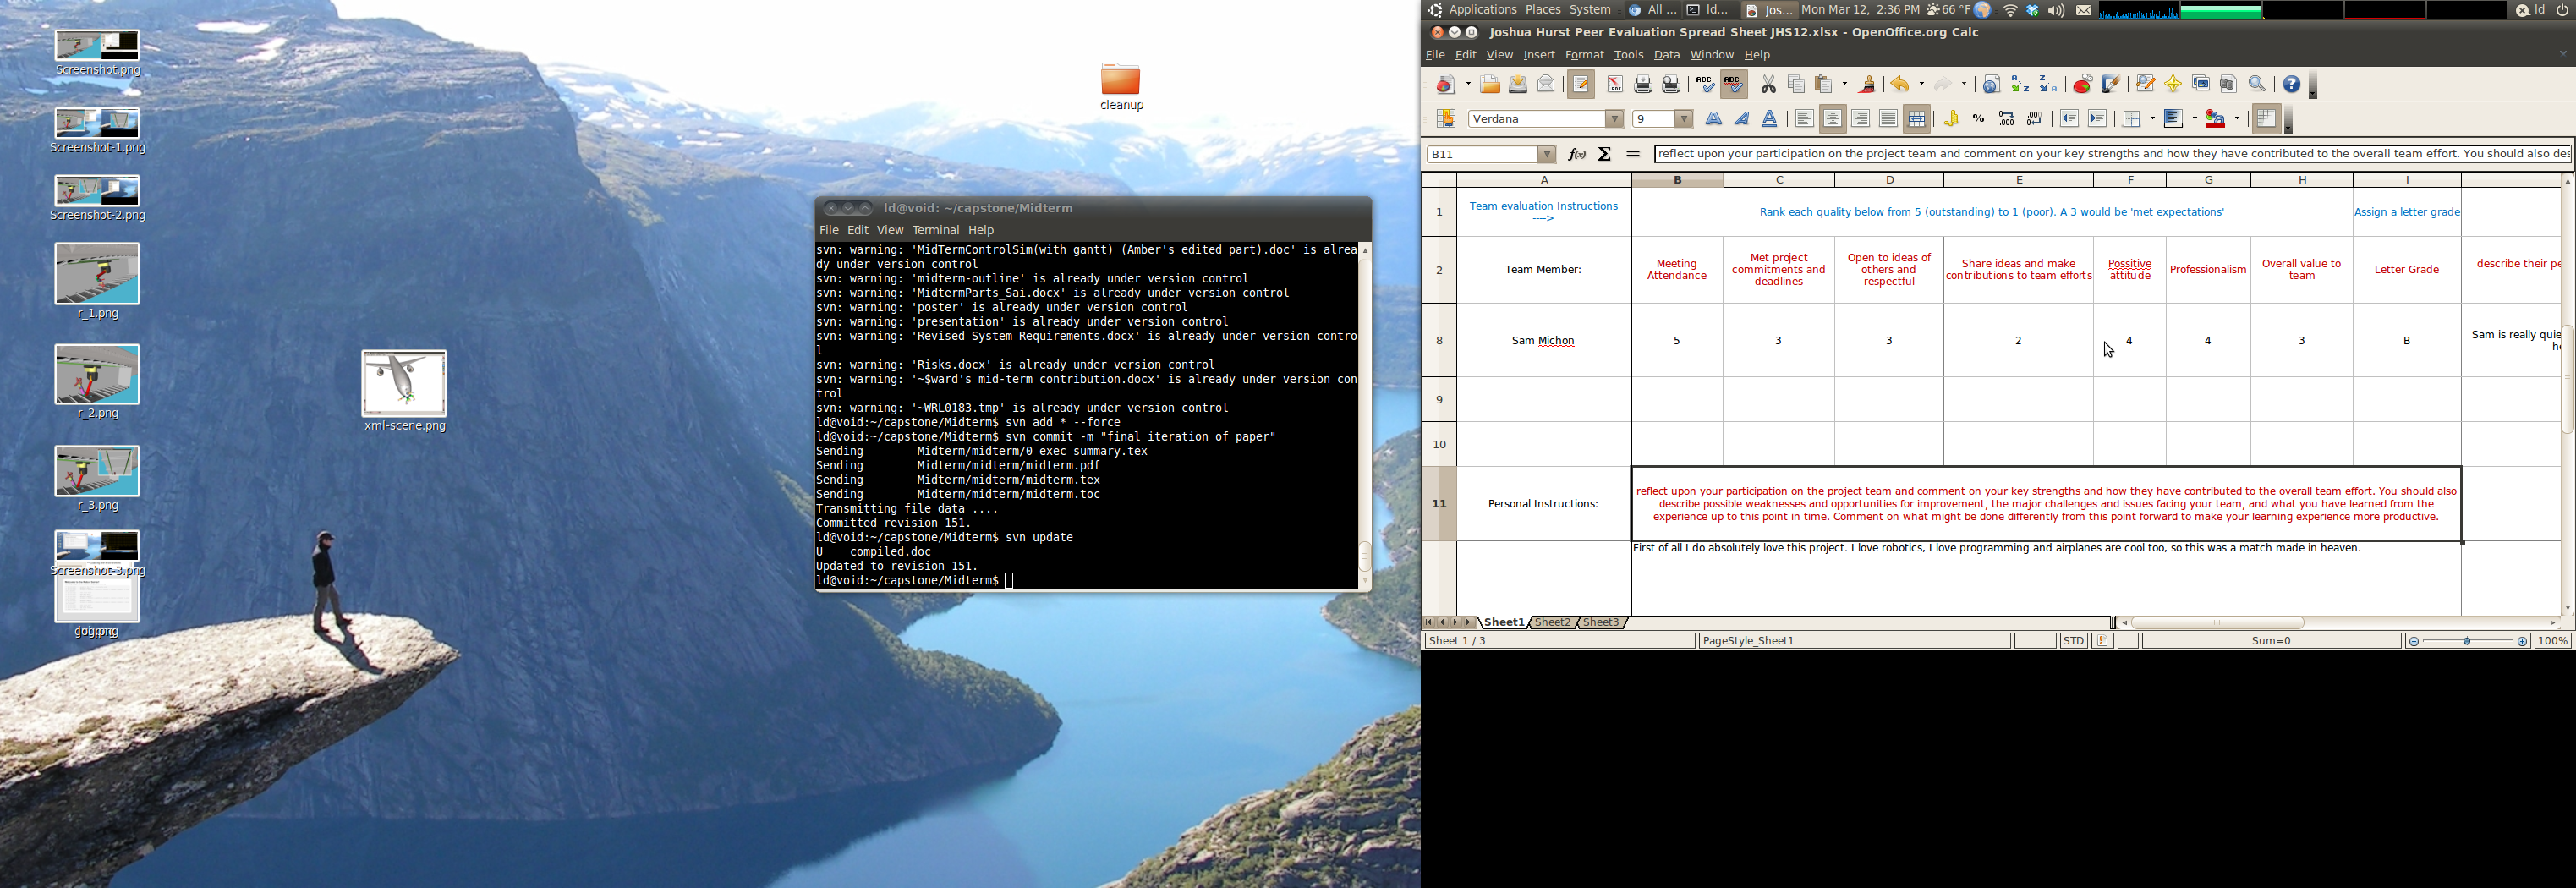 Screenshot.png
Screenshot-1.png
Screenshot-2.png
r_1.png
r_2.png
r_3.png
Screenshot-3.png
xml-scene.png
cleanup
ld@void: ~/capstone/Midterm
File Edit View Terminal Help
svn: warning: 'MidTermControlSim(with gantt) (Amber's edited part).doc' is alrea
dy under version control
svn: warning: 'midterm-outline' is already under version control
svn: warning: 'MidtermParts_Sai.docx' is already under version control
svn: warning: 'poster' is already under version control
svn: warning: 'presentation' is already under version control
svn: warning: 'Revised System Requirements.docx' is already under version contro
l
svn: warning: 'Risks.docx' is already under version control
svn: warning: '~$ward's mid-term contribution.docx' is already under version con
trol
svn: warning: '~WRL0183.tmp' is already under version control
ld@void:~/capstone/Midterm$ svn add * --force
ld@void:~/capstone/Midterm$ svn commit -m "final iteration of paper"
Sending        Midterm/midterm/0_exec_summary.tex
Sending        Midterm/midterm/midterm.pdf
Sending        Midterm/midterm/midterm.tex
Sending        Midterm/midterm/midterm.toc
Transmitting file data ....
Committed revision 151.
ld@void:~/capstone/Midterm$ svn update
U    compiled.doc
Updated to revision 151.
ld@void:~/capstone/Midterm$
Applications Places System All ... ld... Jos... Mon Mar 12, 2:36 PM 66 °F ld
Joshua Hurst Peer Evaluation Spread Sheet JHS12.xlsx - OpenOffice.org Calc
File Edit View Insert Format Tools Data Window Help
Verdana 9
B11 f(x) Σ = reflect upon your participation on the project team and comment on your key strengths and how they have contributed to the overall team effort. You should also des
A B C D E F G H I
1 Team evaluation Instructions
---->
Rank each quality below from 5 (outstanding) to 1 (poor). A 3 would be 'met expectations'
Assign a letter grade
2 Team Member:
Meeting
Attendance
Met project
commitments and
deadlines
Open to ideas of
others and
respectful
Share ideas and make
contributions to team efforts
Possitive
attitude
Professionalism
Overall value to
team
Letter Grade
describe their pe
8 Sam Michon 5 3 3 2 4 4 3 B
Sam is really quie
he
9
10
11 Personal Instructions:
reflect upon your participation on the project team and comment on your key strengths and how they have contributed to the overall team effort. You should also
describe possible weaknesses and opportunities for improvement, the major challenges and issues facing your team, and what you have learned from the
experience up to this point in time. Comment on what might be done differently from this point forward to make your learning experience more productive.
First of all I do absolutely love this project. I love robotics, I love programming and airplanes are cool too, so this was a match made in heaven.
Sheet1 Sheet2 Sheet3
Sheet 1 / 3 PageStyle_Sheet1 STD Sum=0 100%